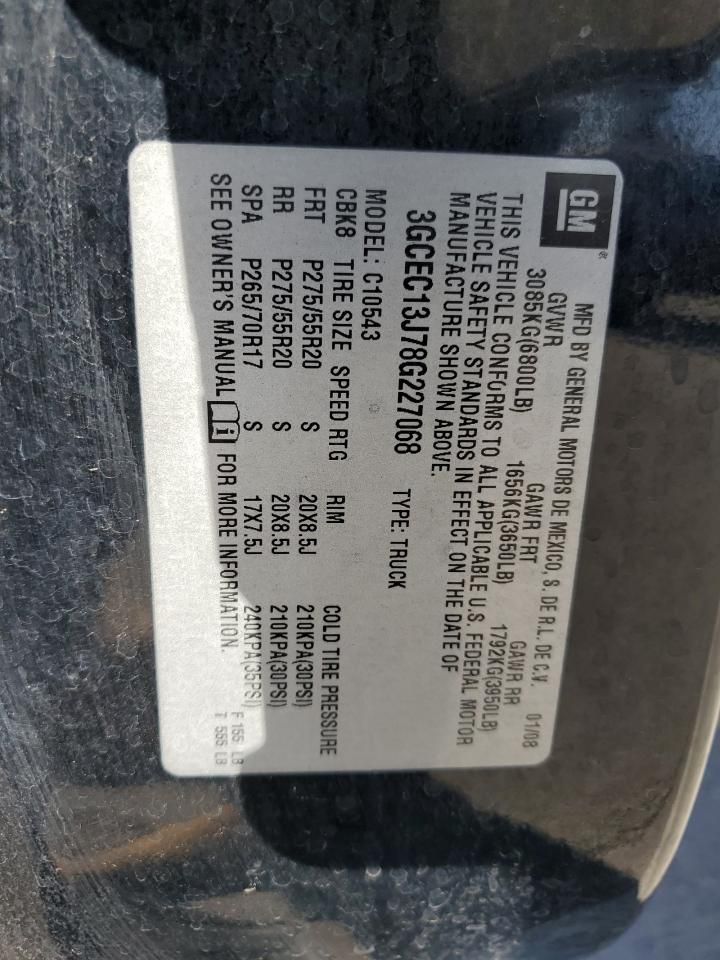 GM ®
MFD BY GENERAL MOTORS DE MEXICO, S. DE R.L. DE C.V. 01/08
GVWR GAWR FRT GAWR RR
3085KG(6800LB) 1656KG(3650LB) 1792KG(3950LB)
THIS VEHICLE CONFORMS TO ALL APPLICABLE U.S. FEDERAL MOTOR
VEHICLE SAFETY STANDARDS IN EFFECT ON THE DATE OF
MANUFACTURE SHOWN ABOVE.
3GCEC13J78G227068 TYPE: TRUCK
MODEL: C10543
CBK8 TIRE SIZE SPEED RTG RIM COLD TIRE PRESSURE
FRT P275/55R20 S 20X8.5J 210KPA(30PSI)
RR P275/55R20 S 20X8.5J 210KPA(30PSI)
SPA P265/70R17 S 17X7.5J 240KPA(35PSI)
SEE OWNER'S MANUAL i FOR MORE INFORMATION.
F 155 LB
T 555 LB